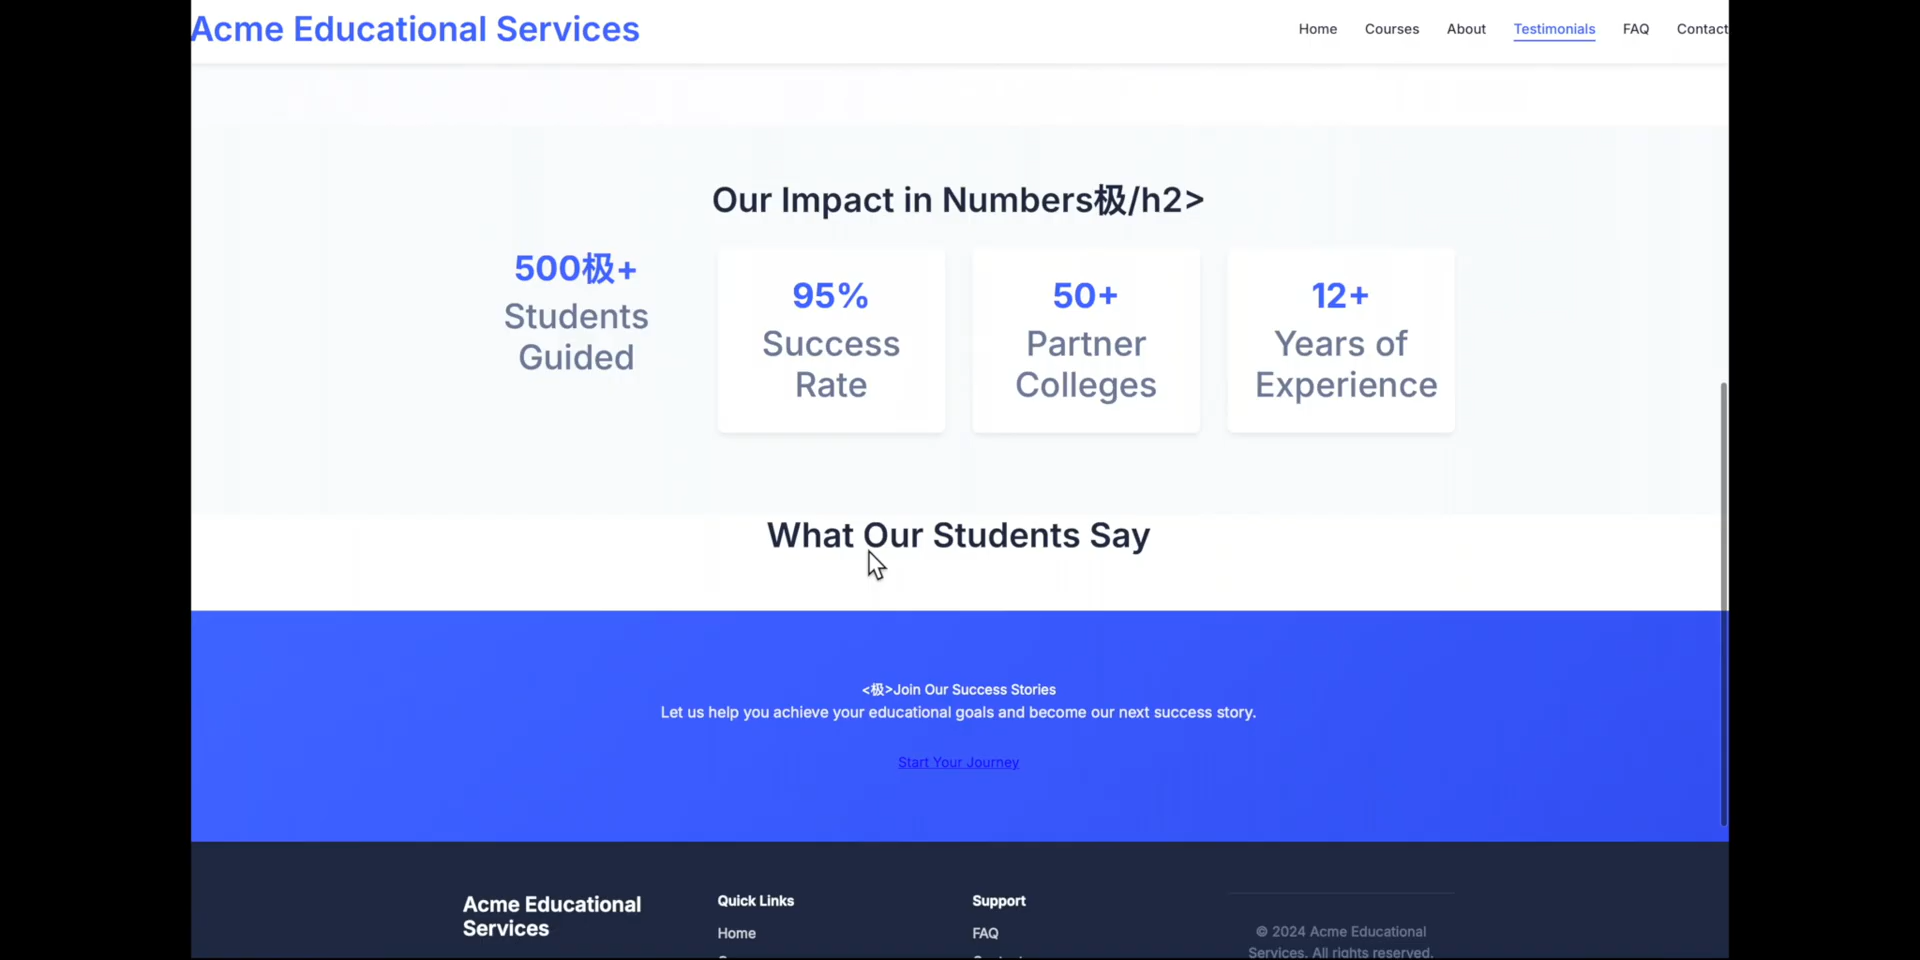 Acme Educational Services
Home Courses About Testimonials FAQ Contact
Our Impact in Numbers极/h2>
500极+
Students
Guided
95%
Success
Rate
50+
Partner
Colleges
12+
Years of
Experience
What Our Students Say
<极>Join Our Success Stories
Let us help you achieve your educational goals and become our next success story.
Start Your Journey
Acme Educational
Services
Quick Links
Home
Support
FAQ
© 2024 Acme Educational
Services. All rights reserved.